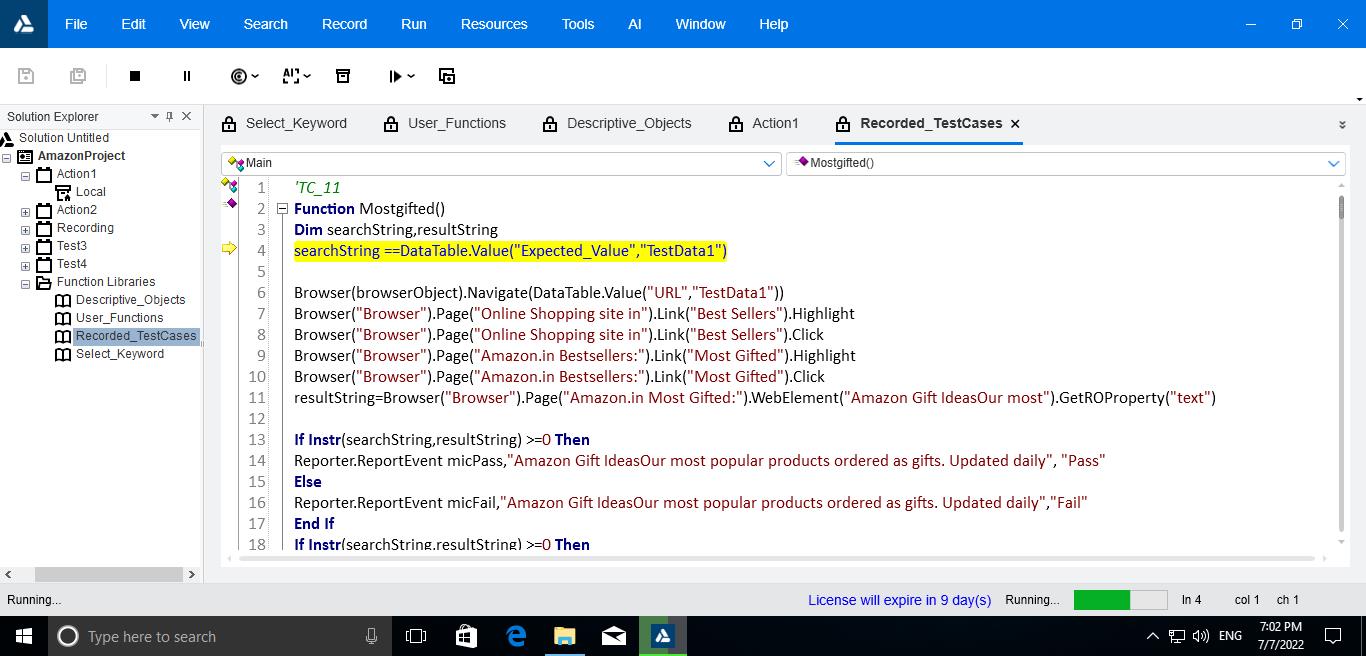 File Edit View Search Record Run Resources Tools AI Window Help
Solution Explorer
Solution Untitled
AmazonProject
Action1
Local
Action2
Recording
Test3
Test4
Function Libraries
Descriptive_Objects
User_Functions
Recorded_TestCases
Select_Keyword
Select_Keyword User_Functions Descriptive_Objects Action1 Recorded_TestCases
Main Mostgifted()
1 'TC_11
2 Function Mostgifted()
3 Dim searchString,resultString
4 searchString ==DataTable.Value("Expected_Value","TestData1")
5
6 Browser(browserObject).Navigate(DataTable.Value("URL","TestData1"))
7 Browser("Browser").Page("Online Shopping site in").Link("Best Sellers").Highlight
8 Browser("Browser").Page("Online Shopping site in").Link("Best Sellers").Click
9 Browser("Browser").Page("Amazon.in Bestsellers:").Link("Most Gifted").Highlight
10 Browser("Browser").Page("Amazon.in Bestsellers:").Link("Most Gifted").Click
11 resultString=Browser("Browser").Page("Amazon.in Most Gifted:").WebElement("Amazon Gift IdeasOur most").GetROProperty("text")
12
13 If Instr(searchString,resultString) >=0 Then
14 Reporter.ReportEvent micPass,"Amazon Gift IdeasOur most popular products ordered as gifts. Updated daily", "Pass"
15 Else
16 Reporter.ReportEvent micFail,"Amazon Gift IdeasOur most popular products ordered as gifts. Updated daily","Fail"
17 End If
18 If Instr(searchString,resultString) >=0 Then
Running... License will expire in 9 day(s) Running... ln 4 col 1 ch 1
Type here to search ENG 7:02 PM
7/7/2022